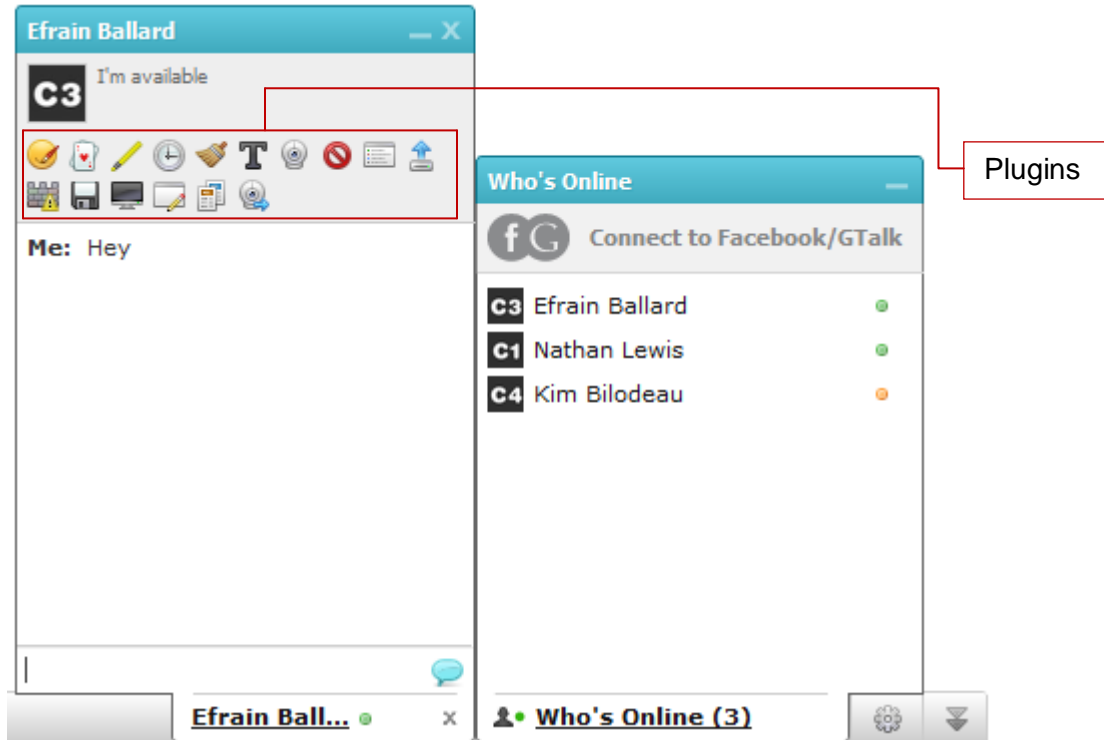 Efrain Ballard
C3 I'm available
Plugins
Me: Hey
Who's Online
f G Connect to Facebook/GTalk
C3 Efrain Ballard
C1 Nathan Lewis
C4 Kim Bilodeau
Efrain Ball...
Who's Online (3)